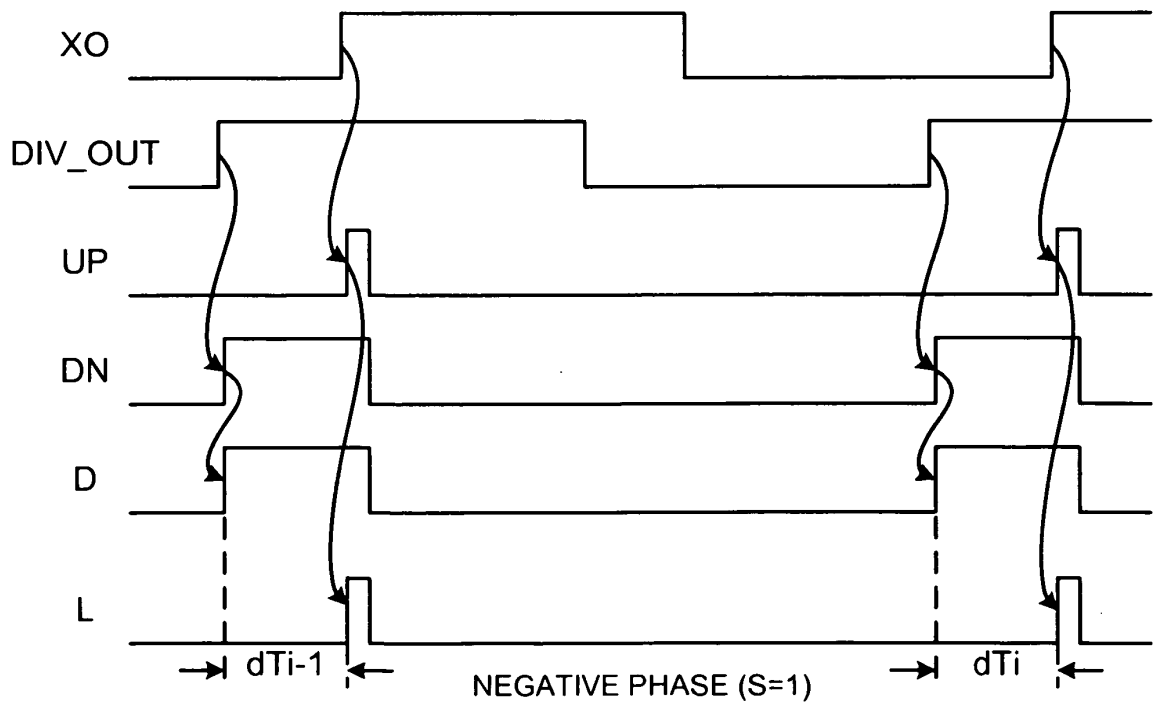 XO
DIV_OUT
UP
DN
D
L
dTi-1
NEGATIVE PHASE (S=1)
dTi